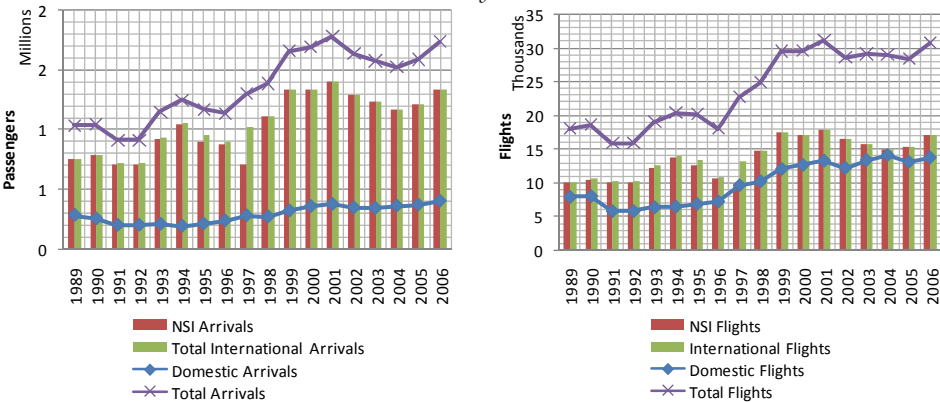 Millions
Passengers
2
2
1
1
0
1989 1990 1991 1992 1993 1994 1995 1996 1997 1998 1999 2000 2001 2002 2003 2004 2005 2006
NSI Arrivals
Total International Arrivals
Domestic Arrivals
Total Arrivals
Thousands
Flights
35
30
25
20
15
10
5
0
1989 1990 1991 1992 1993 1994 1995 1996 1997 1998 1999 2000 2001 2002 2003 2004 2005 2006
NSI Flights
International Flights
Domestic Flights
Total Flights